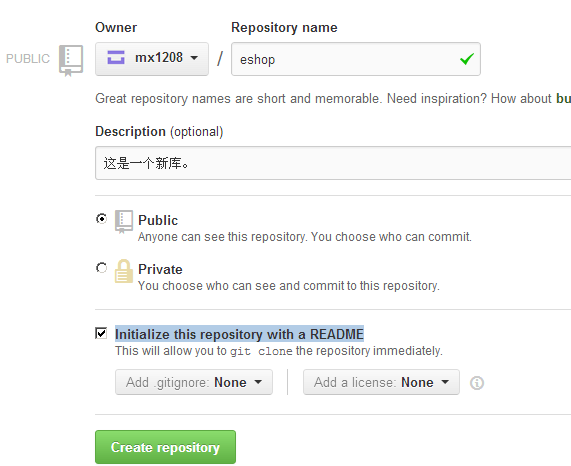 Owner Repository name
PUBLIC mx1208 / eshop
Great repository names are short and memorable. Need inspiration? How about
Description (optional)
这是一个新库。
Public
Anyone can see this repository. You choose who can commit.
Private
You choose who can see and commit to this repository.
Initialize this repository with a README
This will allow you to git clone the repository immediately.
Add .gitignore: None Add a license: None
Create repository